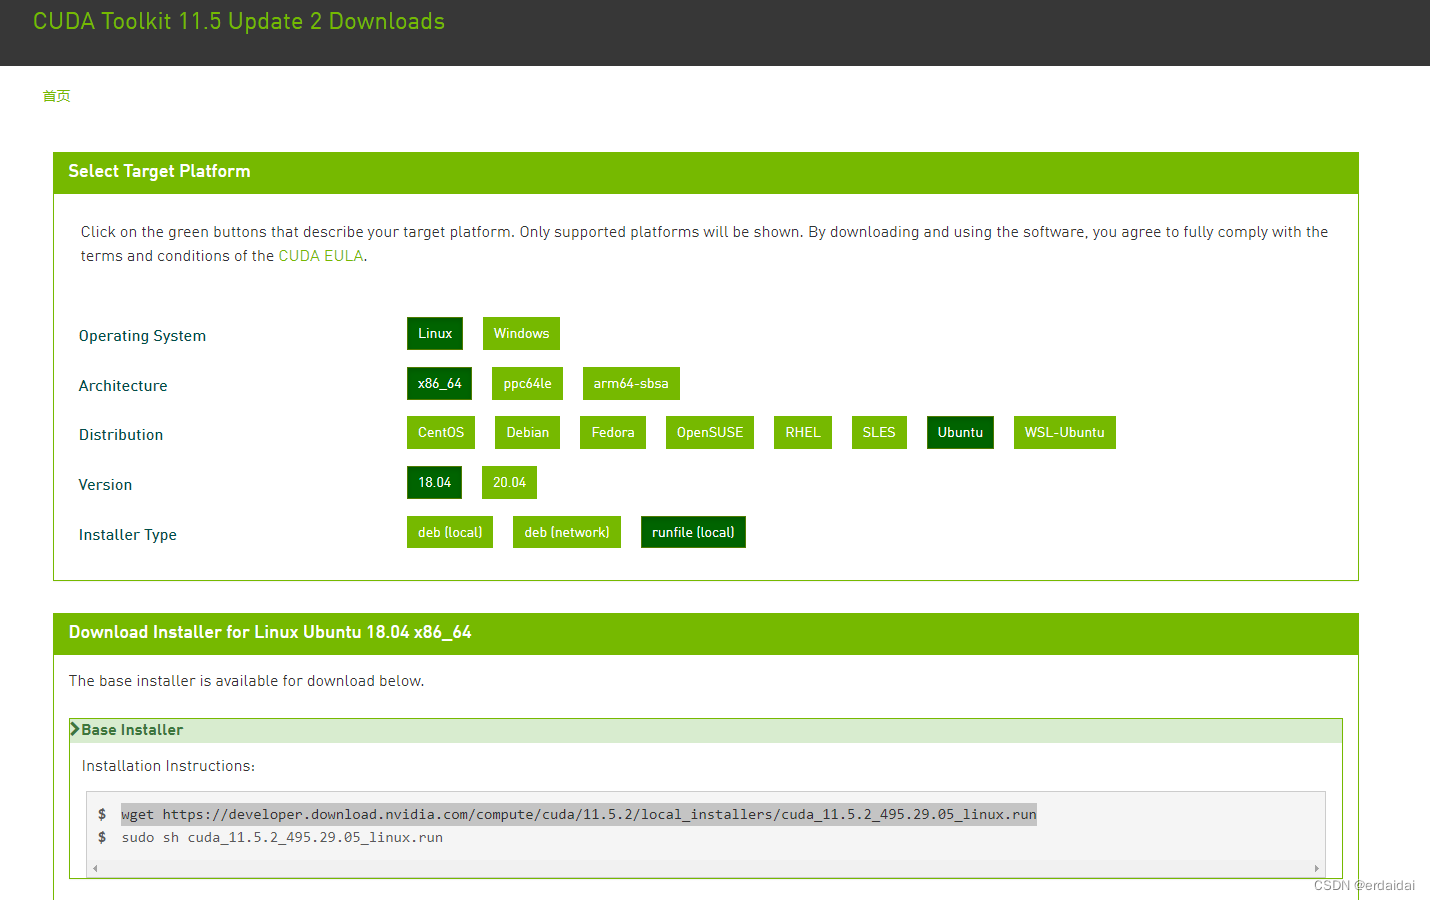 CUDA Toolkit 11.5 Update 2 Downloads
首页
Select Target Platform
Click on the green buttons that describe your target platform. Only supported platforms will be shown. By downloading and using the software, you agree to fully comply with the
terms and conditions of the CUDA EULA.
Operating System Linux Windows
Architecture x86_64 ppc64le arm64-sbsa
Distribution CentOS Debian Fedora OpenSUSE RHEL SLES Ubuntu WSL-Ubuntu
Version 18.04 20.04
Installer Type deb (local) deb (network) runfile (local)
Download Installer for Linux Ubuntu 18.04 x86_64
The base installer is available for download below.
Base Installer
Installation Instructions:
$ wget https://developer.download.nvidia.com/compute/cuda/11.5.2/local_installers/cuda_11.5.2_495.29.05_linux.run
$ sudo sh cuda_11.5.2_495.29.05_linux.run
CSDN @erdaidai